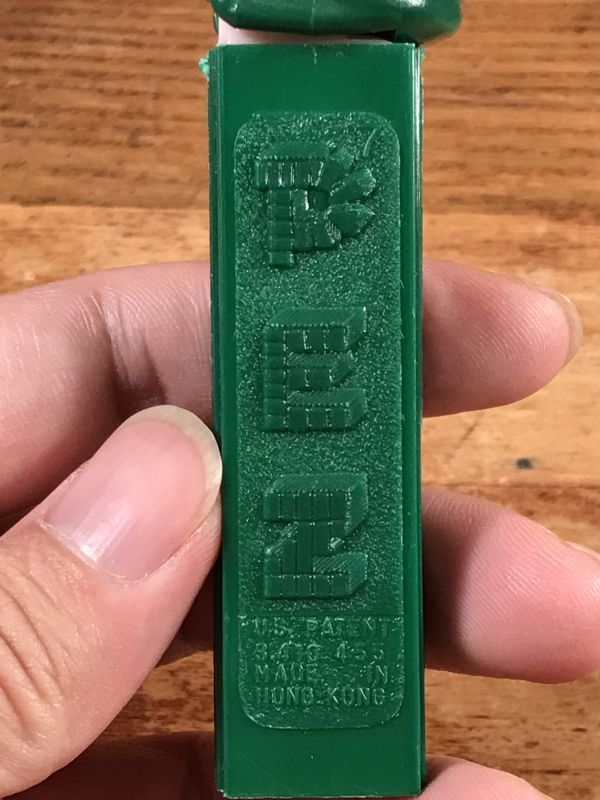 P
E
Z
U.S. PATENT
3.410.455
MADE IN
HONG KONG